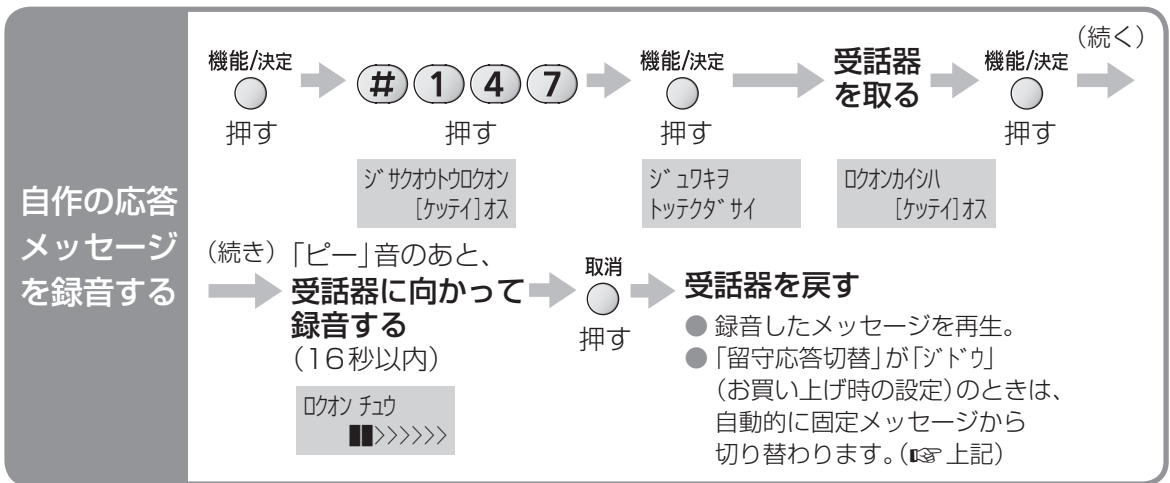 自作の応答
メッセージ
を録音する
機能/決定
押す
# 1 4 7
押す
ジサクオウトウロクオン
[ケッテイ]オス
機能/決定
押す
ジュワキヲ
トッテクダサイ
受話器
を取る
機能/決定
押す
ロクオンカイシハ
[ケッテイ]オス
(続く)
(続き)
「ピー」音のあと、
受話器に向かって
録音する
(16秒以内)
ロクオン チュウ
▮▮>>>>>>
取消
押す
受話器を戻す
● 録音したメッセージを再生。
● 「留守応答切替」が「ジドウ」
(お買い上げ時の設定)のときは、
自動的に固定メッセージから
切り替わります。(☞ 上記)